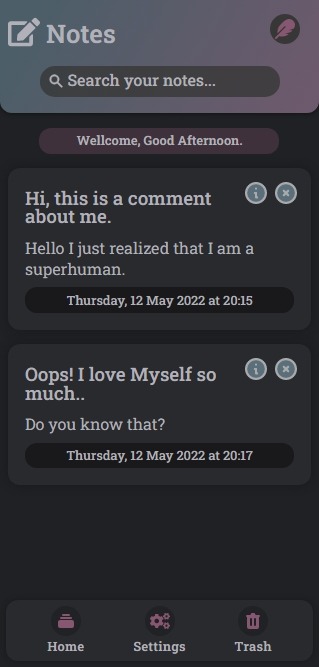 Notes
Search your notes...
Wellcome, Good Afternoon.
Hi, this is a comment
about me.
Hello I just realized that I am a
superhuman.
Thursday, 12 May 2022 at 20:15
Oops! I love Myself so
much..
Do you know that?
Thursday, 12 May 2022 at 20:17
Home Settings Trash